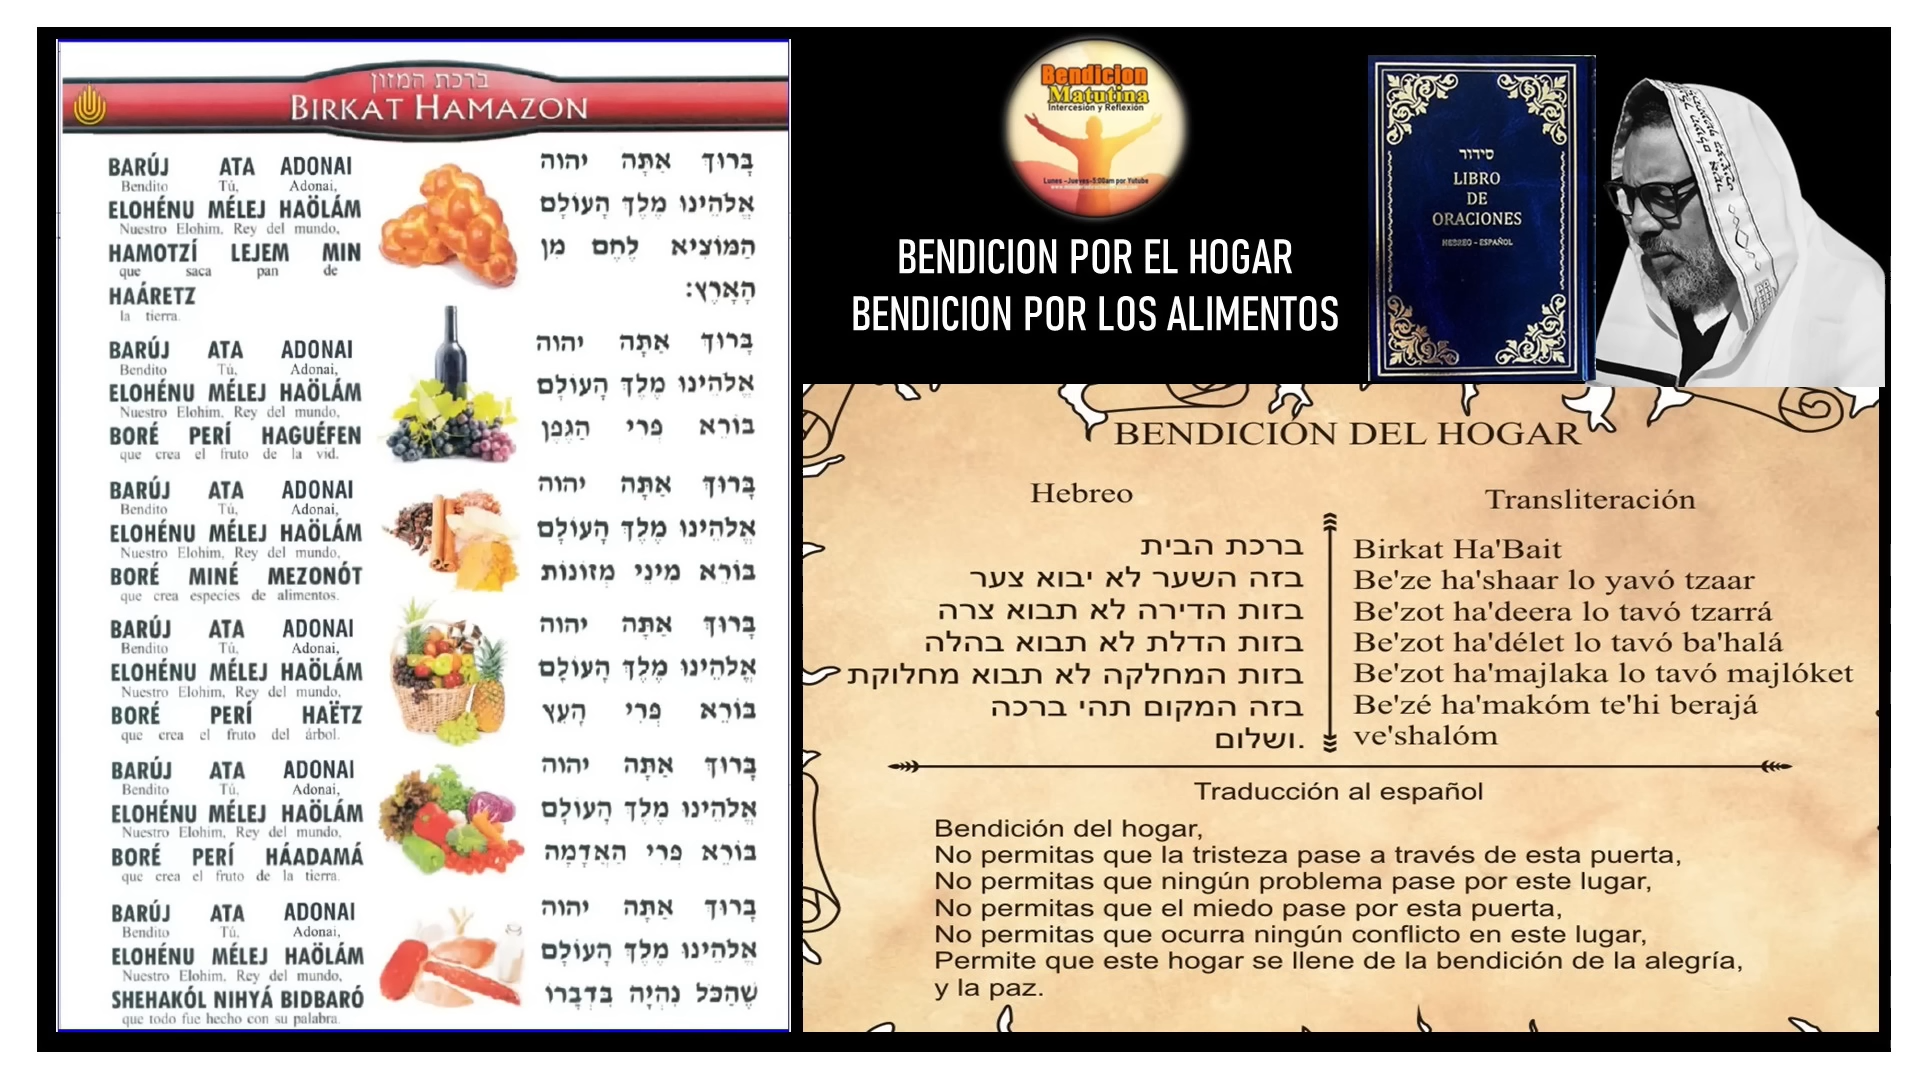 ברכת המזון
BIRKAT HAMAZON
BARÚJ ATA ADONAI
Bendito Tú, Adonai,
ELOHÉNU MÉLEJ HAÖLÁM
Nuestro Elohim, Rey del mundo,
HAMOTZÍ LEJEM MIN
que saca pan de
HAÁRETZ
la tierra.
בָּרוּךְ אַתָּה יהוה
אֱלֹהֵינוּ מֶלֶךְ הָעוֹלָם
הַמּוֹצִיא לֶחֶם מִן
הָאָרֶץ:
BARÚJ ATA ADONAI
Bendito Tú, Adonai,
ELOHÉNU MÉLEJ HAÖLÁM
Nuestro Elohim, Rey del mundo,
BORÉ PERÍ HAGUÉFEN
que crea el fruto de la vid.
בָּרוּךְ אַתָּה יהוה
אֱלֹהֵינוּ מֶלֶךְ הָעוֹלָם
בּוֹרֵא פְּרִי הַגֶּפֶן
BARÚJ ATA ADONAI
Bendito Tú, Adonai,
ELOHÉNU MÉLEJ HAÖLÁM
Nuestro Elohim, Rey del mundo,
BORÉ MINÉ MEZONÓT
que crea especies de alimentos.
בָּרוּךְ אַתָּה יהוה
אֱלֹהֵינוּ מֶלֶךְ הָעוֹלָם
בּוֹרֵא מִינֵי מְזוֹנוֹת
BARÚJ ATA ADONAI
Bendito Tú, Adonai,
ELOHÉNU MÉLEJ HAÖLÁM
Nuestro Elohim, Rey del mundo,
BORÉ PERÍ HAËTZ
que crea el fruto del árbol.
בָּרוּךְ אַתָּה יהוה
אֱלֹהֵינוּ מֶלֶךְ הָעוֹלָם
בּוֹרֵא פְּרִי הָעֵץ
BARÚJ ATA ADONAI
Bendito Tú, Adonai,
ELOHÉNU MÉLEJ HAÖLÁM
Nuestro Elohim, Rey del mundo,
BORÉ PERÍ HÁADAMÁ
que crea el fruto de la tierra.
בָּרוּךְ אַתָּה יהוה
אֱלֹהֵינוּ מֶלֶךְ הָעוֹלָם
בּוֹרֵא פְּרִי הַאֲדָמָה
BARÚJ ATA ADONAI
Bendito Tú, Adonai,
ELOHÉNU MÉLEJ HAÖLÁM
Nuestro Elohim, Rey del mundo,
SHEHAKÓL NIHYÁ BIDBARÓ
que todo fue hecho con su palabra.
בָּרוּךְ אַתָּה יהוה
אֱלֹהֵינוּ מֶלֶךְ הָעוֹלָם
שֶׁהַכֹּל נִהְיָה בִּדְבָרוֹ
Bendicion
Matutina
Intercesión y Reflexión
Lunes -Jueves-5:00am por Yotube
BENDICION POR EL HOGAR
BENDICION POR LOS ALIMENTOS
סידור
LIBRO
DE
ORACIONES
HEBREO - ESPAÑOL
BENDICIÓN DEL HOGAR
Hebreo
ברכת הבית
בזה השער לא יבוא צער
בזות הדירה לא תבוא צרה
בזות הדלת לא תבוא בהלה
בזות המחלקה לא תבוא מחלוקת
בזה המקום תהי ברכה
.ושלום
Transliteración
Birkat Ha'Bait
Be'ze ha'shaar lo yavó tzaar
Be'zot ha'deera lo tavó tzarrá
Be'zot ha'délet lo tavó ba'halá
Be'zot ha'majlaka lo tavó majlóket
Be'zé ha'makóm te'hi berajá
ve'shalóm
Traducción al español
Bendición del hogar,
No permitas que la tristeza pase a través de esta puerta,
No permitas que ningún problema pase por este lugar,
No permitas que el miedo pase por esta puerta,
No permitas que ocurra ningún conflicto en este lugar,
Permite que este hogar se llene de la bendición de la alegría,
y la paz.